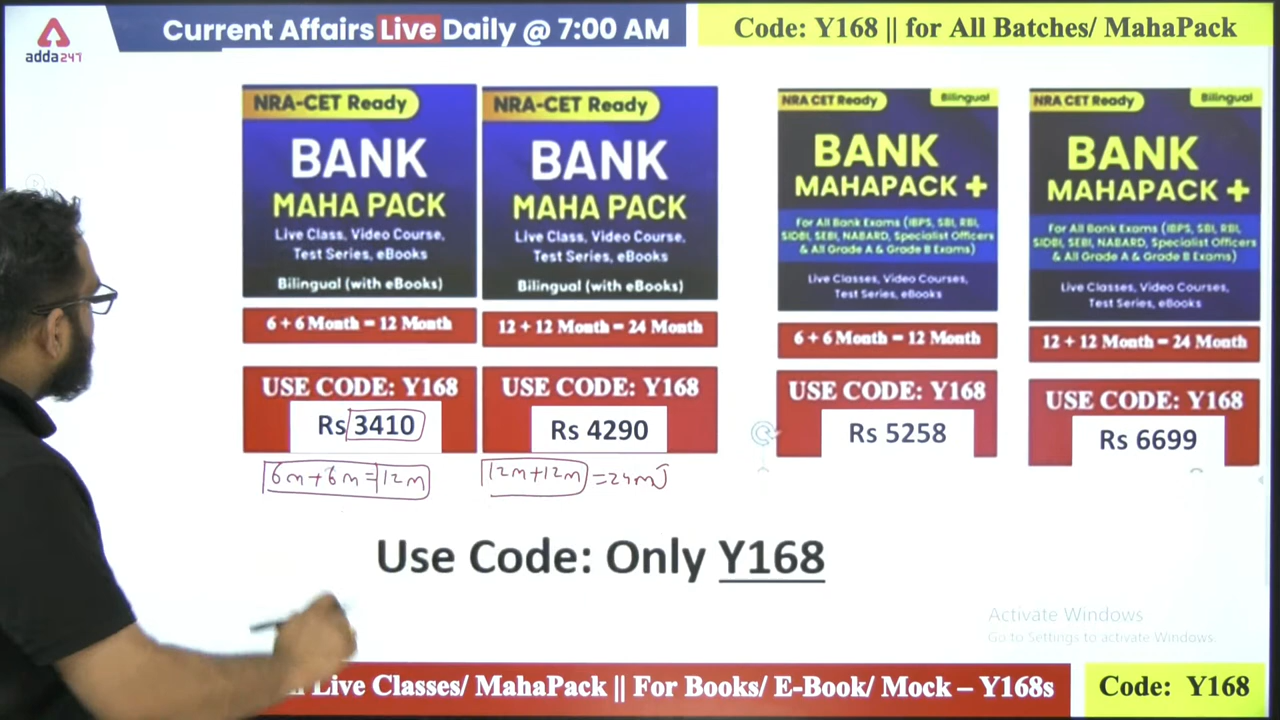 adda247
Current Affairs Live Daily @ 7:00 AM
Code: Y168 || for All Batches/ MahaPack
NRA-CET Ready
BANK
MAHA PACK
Live Class, Video Course,
Test Series, eBooks
Bilingual (with eBooks)
6 + 6 Month = 12 Month
USE CODE: Y168
Rs 3410
6m+6m=12m
NRA-CET Ready
BANK
MAHA PACK
Live Class, Video Course,
Test Series, eBooks
Bilingual (with eBooks)
12 + 12 Month = 24 Month
USE CODE: Y168
Rs 4290
12m+12m=24m
NRA CET Ready
Bilingual
BANK
MAHAPACK +
For All Bank Exams (IBPS, SBI, RBI,
SIDBI, SEBI, NABARD, Specialist Officers
& All Grade A & Grade B Exams)
Live Classes, Video Courses,
Test Series, eBooks
6 + 6 Month = 12 Month
USE CODE: Y168
Rs 5258
NRA CET Ready
Bilingual
BANK
MAHAPACK +
For All Bank Exams (IBPS, SBI, RBI,
SIDBI, SEBI, NABARD, Specialist Officers
& All Grade A & Grade B Exams)
Live Classes, Video Courses,
Test Series, eBooks
12 + 12 Month = 24 Month
USE CODE: Y168
Rs 6699
Use Code: Only Y168
Activate Windows
Go to Settings to activate Windows.
Live Classes/ MahaPack || For Books/ E-Book/ Mock – Y168s
Code: Y168